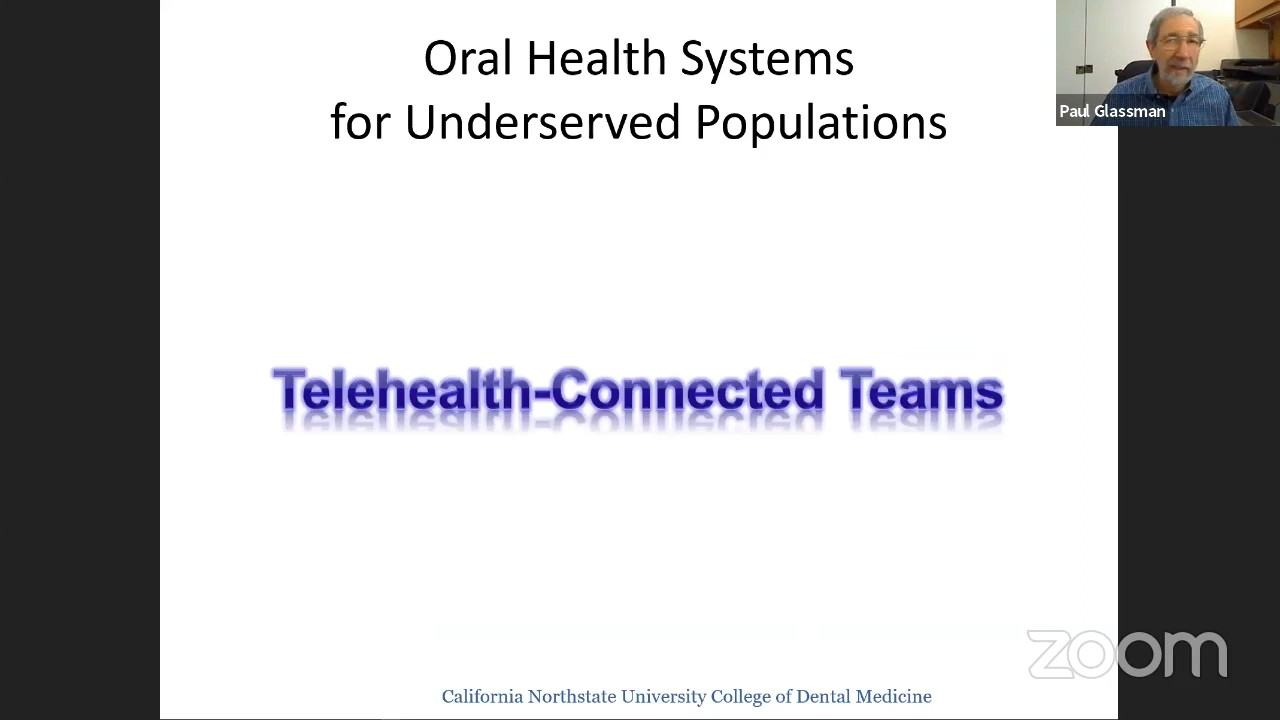 Oral Health Systems
for Underserved Populations
Paul Glassman
Telehealth-Connected Teams
zoom
California Northstate University College of Dental Medicine